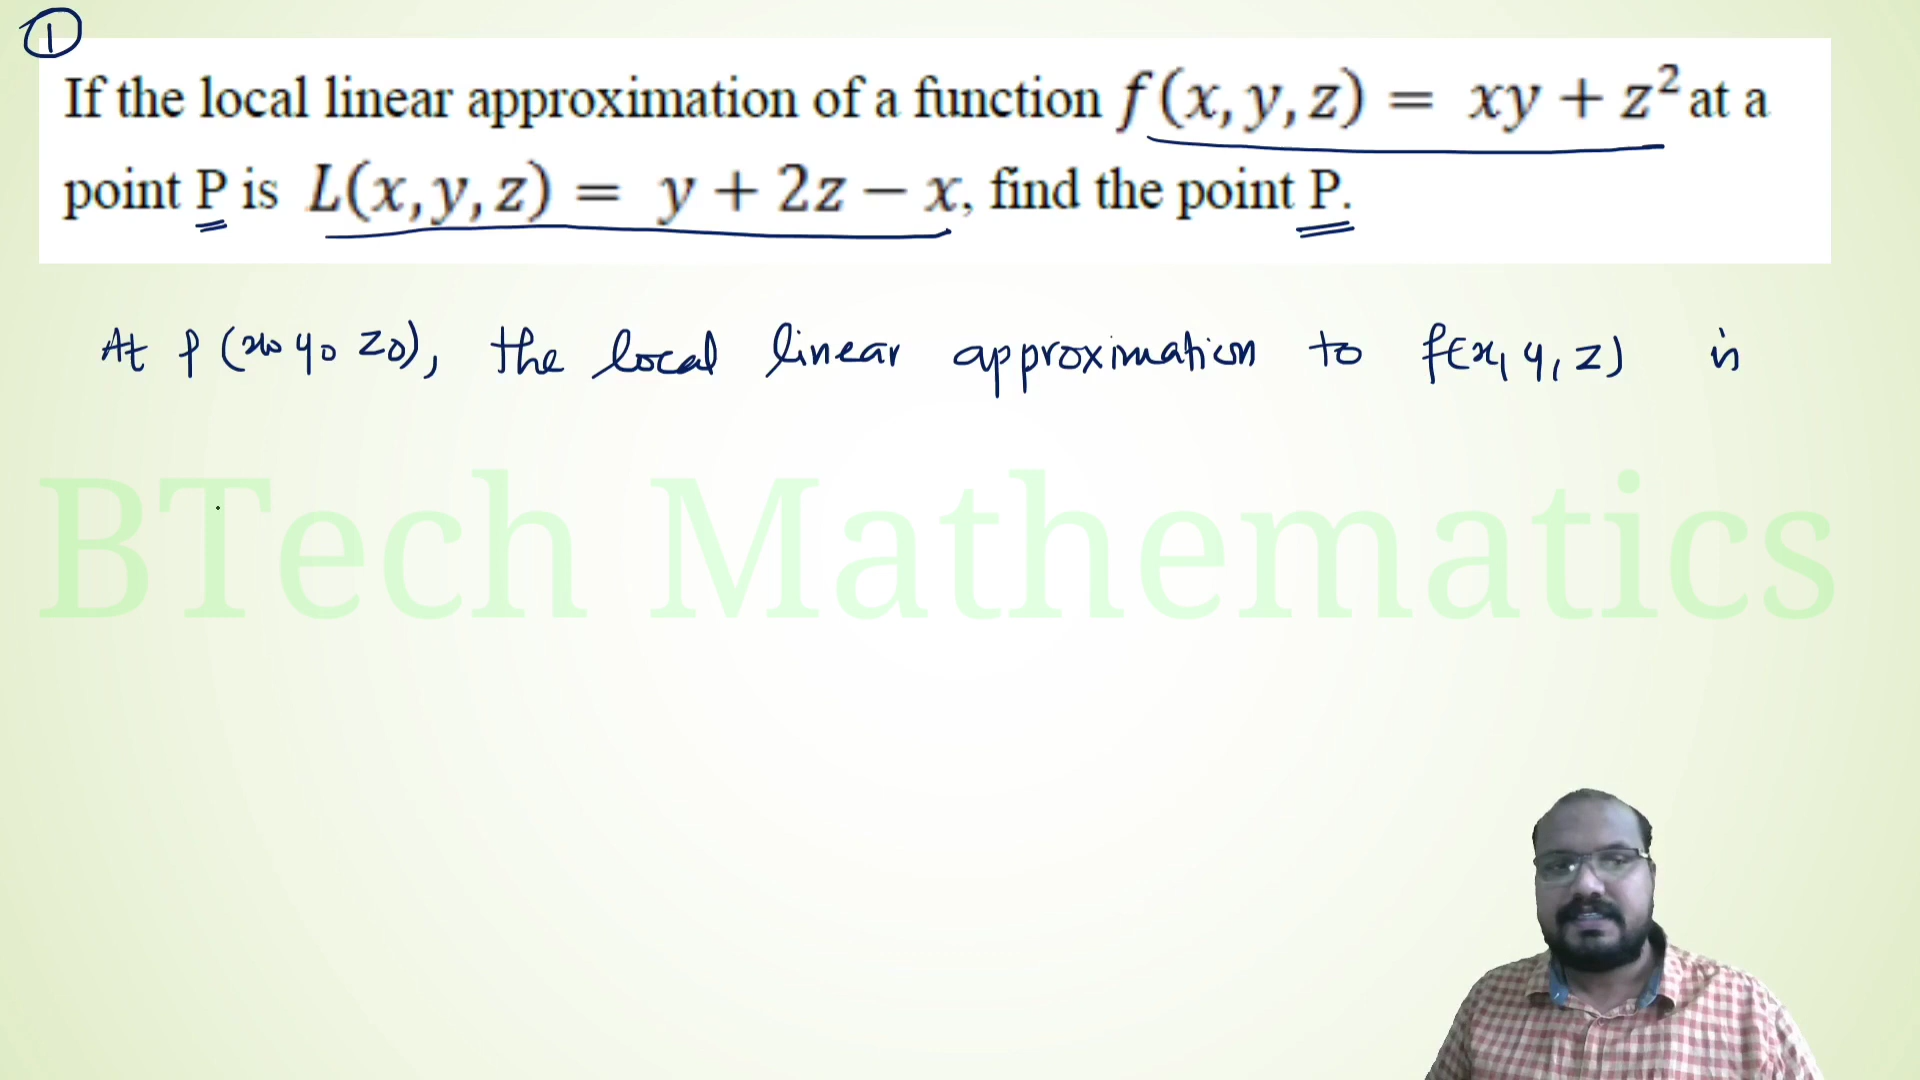 1
If the local linear approximation of a function f(x, y, z) = xy + z² at a
point P is L(x, y, z) = y + 2z − x, find the point P.
At P (x0 y0 z0), the local linear approximation to f(x, y, z) is
BTech Mathematics